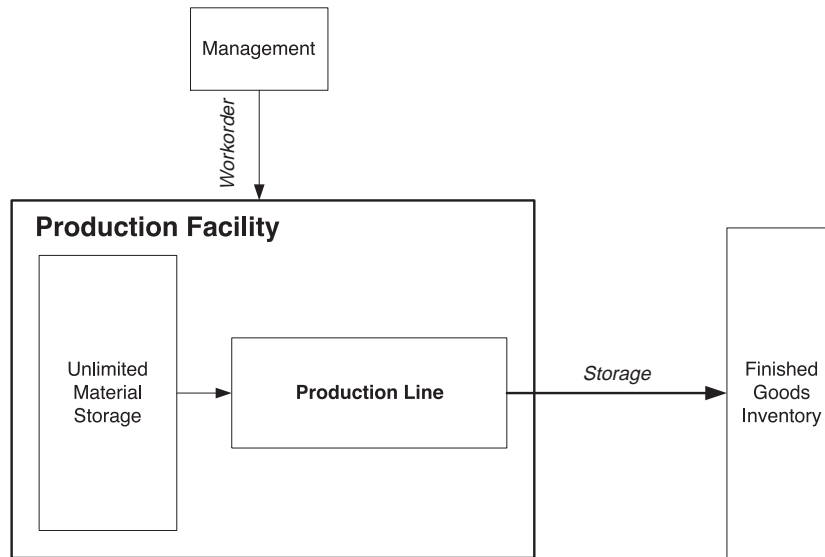 Management
Workorder
Production Facility
Unlimited
Material
Storage
Production Line
Storage
Finished
Goods
Inventory